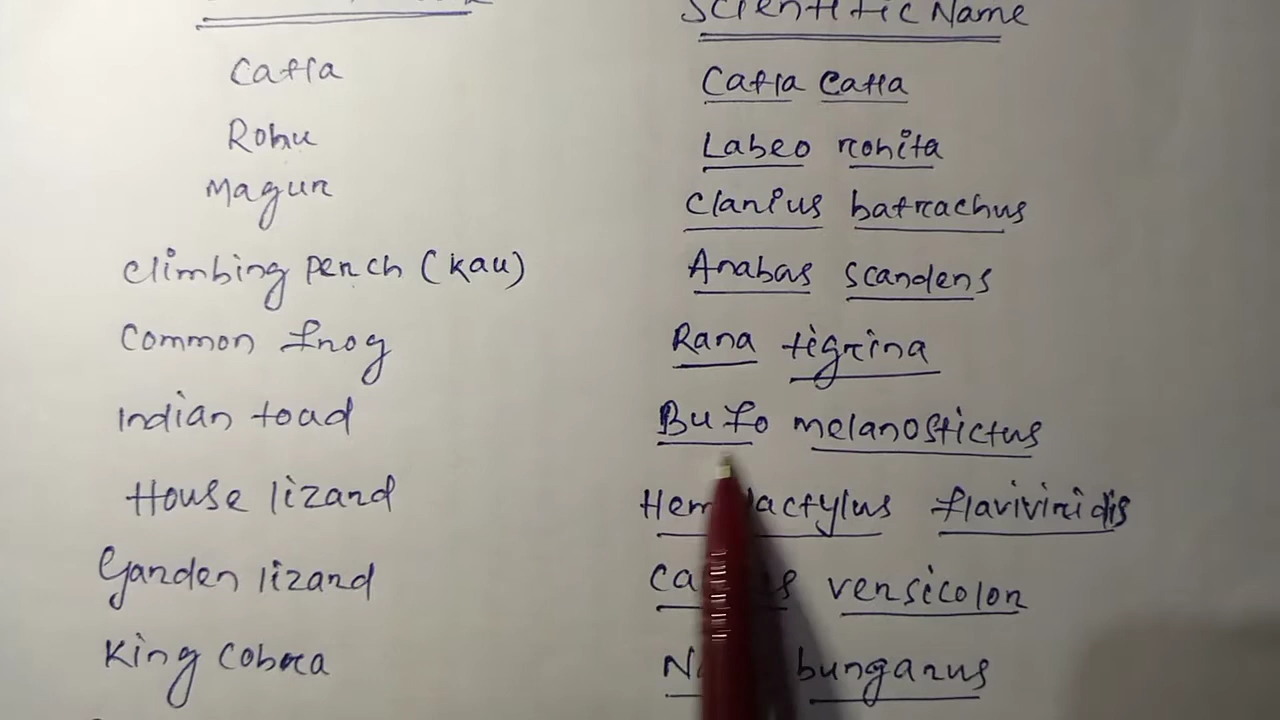 Scientific Name
Catla Catla Catla
Rohu Labeo rohita
Magur Clarius batrachus
Climbing perch (Kau) Anabas scandens
Common frog Rana tigrina
Indian toad Bufo melanostictus
House lizard flaviviridis
Garden lizard versicolor
King cobra bungarus